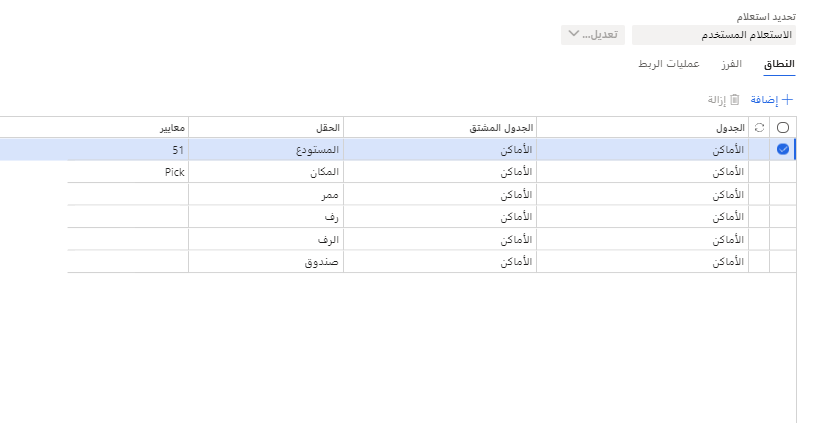 تحديد استعلام
الاستعلام المستخدم تعديل...
النطاق الفرز عمليات الربط
إضافة إزالة
الجدول الجدول المشتق الحقل معايير
الأماكن الأماكن المستودع 51
الأماكن الأماكن المكان Pick
الأماكن الأماكن ممر
الأماكن الأماكن رف
الأماكن الأماكن الرف
الأماكن الأماكن صندوق